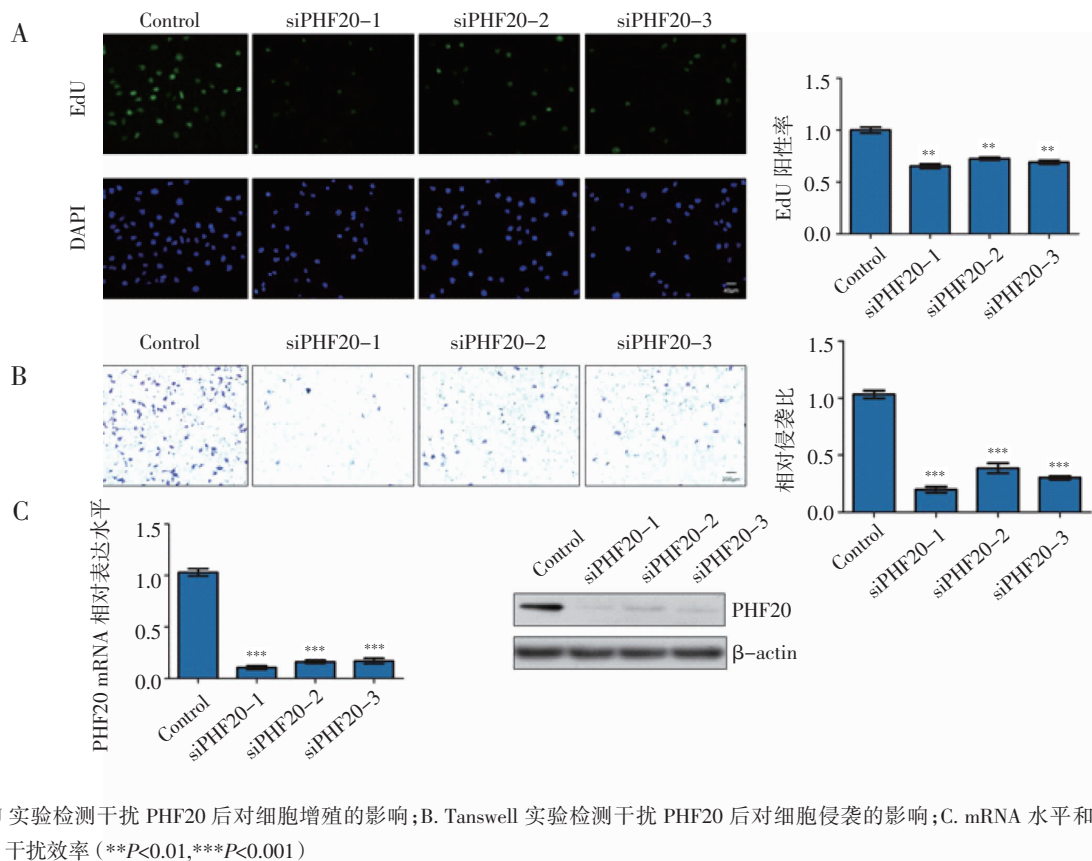 A
Control siPHF20-1 siPHF20-2 siPHF20-3
EdU
DAPI
40μm
EdU 阳性率
1.5
1.0
0.5
0.0
** ** **
Control siPHF20-1 siPHF20-2 siPHF20-3
B
Control siPHF20-1 siPHF20-2 siPHF20-3
200μm
相对侵袭比
1.5
1.0
0.5
0.0
*** *** ***
Control siPHF20-1 siPHF20-2 siPHF20-3
C
PHF20 mRNA 相对表达水平
1.5
1.0
0.5
0.0
*** *** ***
Control siPHF20-1 siPHF20-2 siPHF20-3
Control siPHF20-1 siPHF20-2 siPHF20-3
PHF20
β-actin
实验检测干扰 PHF20 后对细胞增殖的影响;B. Tanswell 实验检测干扰 PHF20 后对细胞侵袭的影响;C. mRNA 水平和
干扰效率(**P<0.01,***P<0.001)